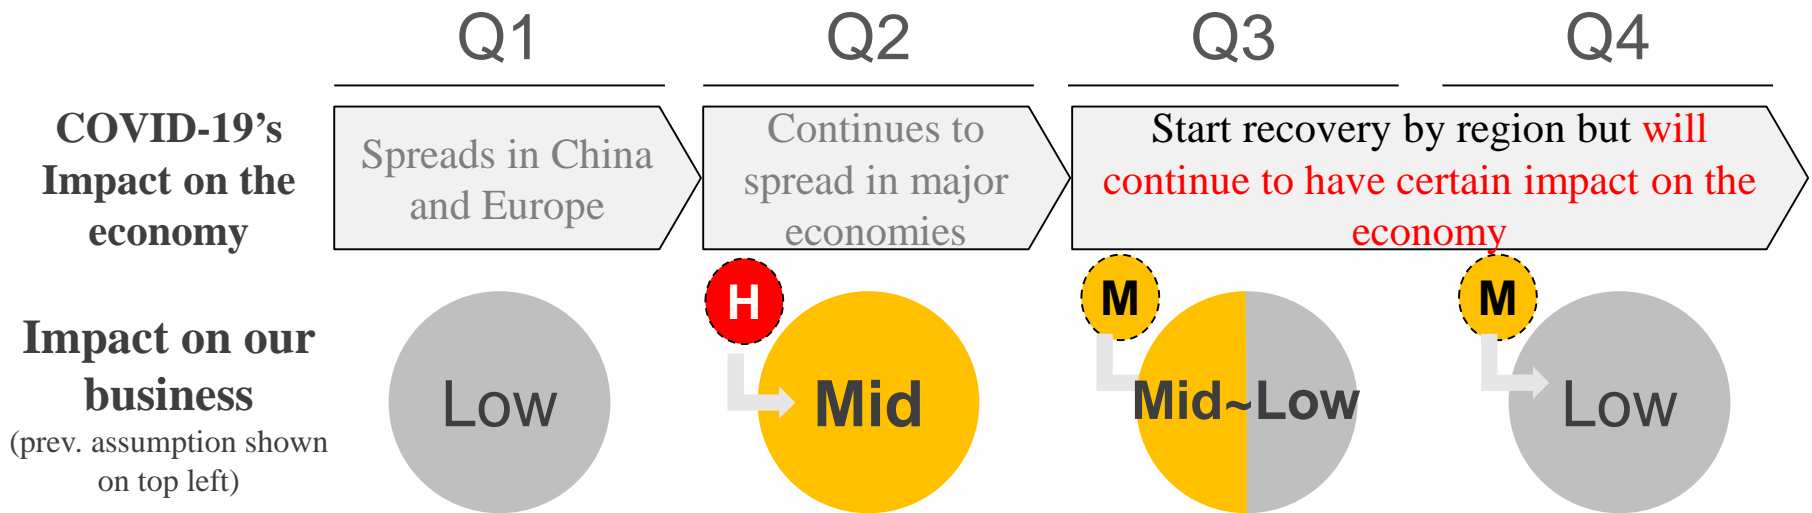 Q1
Q2
Q3
Q4
COVID-19’s
Impact on the
economy
Spreads in China
and Europe
Continues to
spread in major
economies
Start recovery by region but will
continue to have certain impact on the
economy
Impact on our
business
(prev. assumption shown
on top left)
Low
H
Mid
M
Mid~Low
M
Low